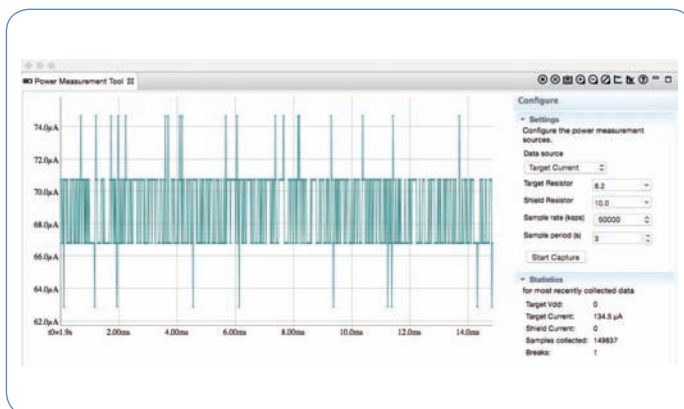 Power Measurement Tool
74.0µA
72.0µA
70.0µA
68.0µA
66.0µA
64.0µA
62.0µA
t0=1.9s 2.00ms 4.00ms 6.00ms 8.00ms 10.0ms 12.0ms 14.0ms
Configure
Settings
Configure the power measurement
sources.
Data source
Target Current
Target Resistor 8.2
Shield Resistor 10.0
Sample rate (ksps) 50000
Sample period (s) 3
Start Capture
Statistics
for most recently collected data
Target Vdd: 0
Target Current: 134.5 µA
Shield Current: 0
Samples collected: 149837
Breaks: 1